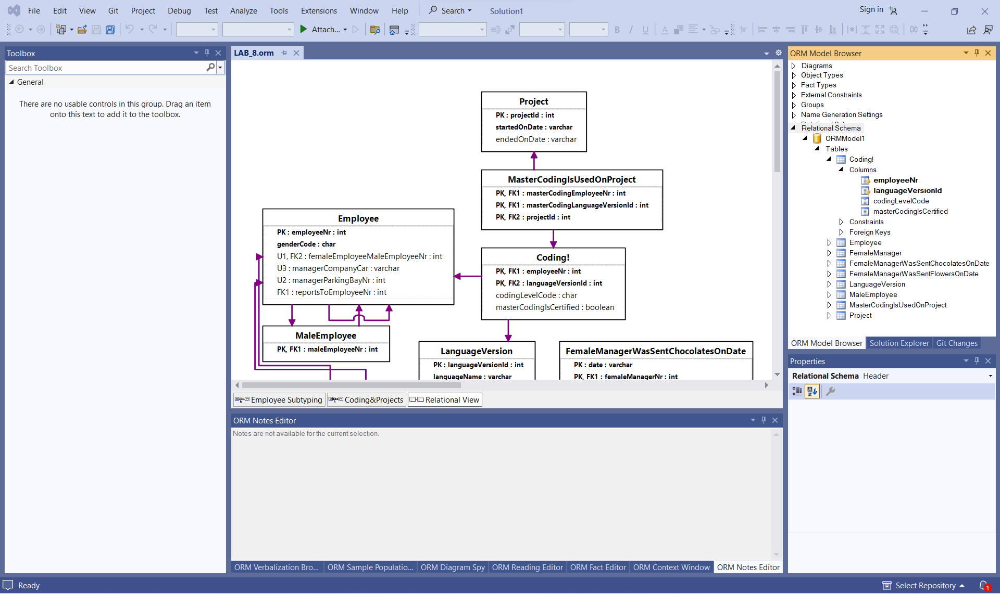 File Edit View Git Project Debug Test Analyze Tools Extensions Window Help Search Solution1 Sign in
Attach...
B I U A
Toolbox
Search Toolbox
General
There are no usable controls in this group. Drag an item
onto this text to add it to the toolbox.
LAB_8.orm
Project
PK : projectId : int
startedOnDate : varchar
endedOnDate : varchar
MasterCodingIsUsedOnProject
PK, FK1 : masterCodingEmployeeNr : int
PK, FK1 : masterCodingLanguageVersionId : int
PK, FK2 : projectId : int
Employee
PK : employeeNr : int
genderCode : char
U1, FK2 : femaleEmployeeMaleEmployeeNr : int
U3 : managerCompanyCar : varchar
U2 : managerParkingBayNr : int
FK1 : reportsToEmployeeNr : int
Coding!
PK, FK1 : employeeNr : int
PK, FK2 : languageVersionId : int
codingLevelCode : char
masterCodingIsCertified : boolean
MaleEmployee
PK, FK1 : maleEmployeeNr : int
LanguageVersion
PK : languageVersionId : int
languageName : varchar
FemaleManagerWasSentChocolatesOnDate
PK : date : varchar
PK, FK1 : femaleManagerNr : int
Employee Subtyping Coding&Projects Relational View
ORM Notes Editor
Notes are not available for the current selection.
ORM Verbalization Bro... ORM Sample Populatio... ORM Diagram Spy ORM Reading Editor ORM Fact Editor ORM Context Window ORM Notes Editor
ORM Model Browser
Diagrams
Object Types
Fact Types
External Constraints
Groups
Name Generation Settings
Relational Schema
ORMModel1
Tables
Coding!
Columns
employeeNr
languageVersionId
codingLevelCode
masterCodingIsCertified
Constraints
Foreign Keys
Employee
FemaleManager
FemaleManagerWasSentChocolatesOnDate
FemaleManagerWasSentFlowersOnDate
LanguageVersion
MaleEmployee
MasterCodingIsUsedOnProject
Project
ORM Model Browser Solution Explorer Git Changes
Properties
Relational Schema Header
Ready
Select Repository 1